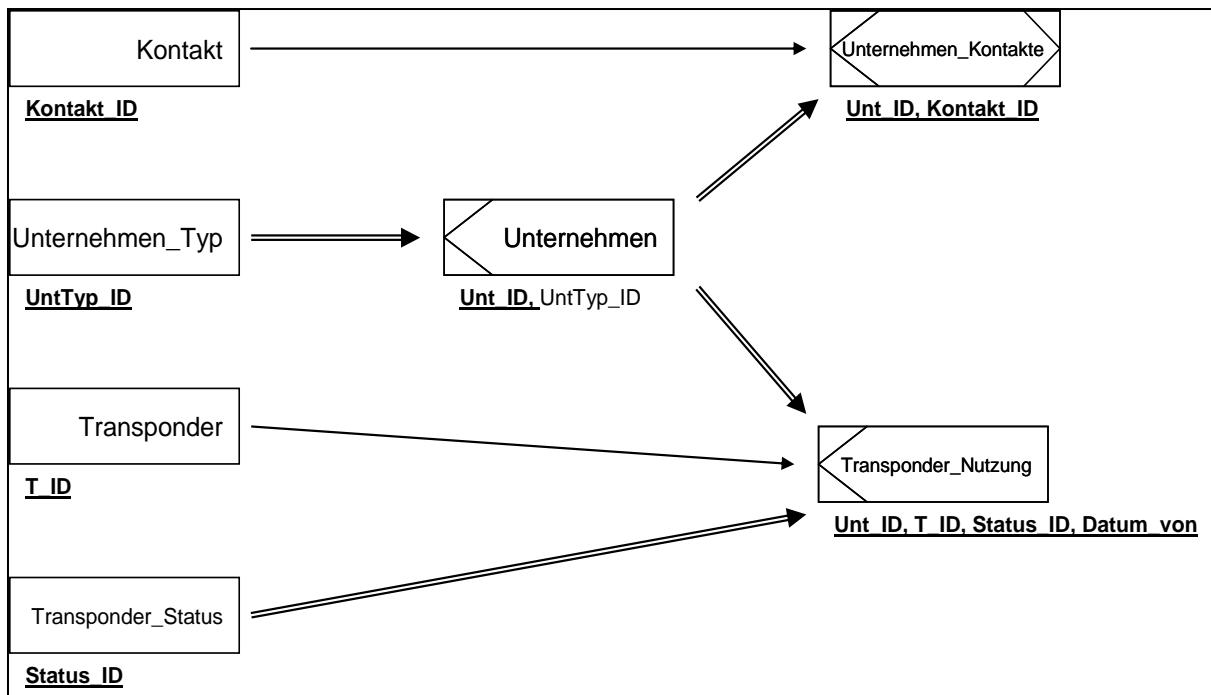 Kontakt
Unternehmen_Kontakte
Kontakt_ID
Unt_ID, Kontakt_ID
Unternehmen_Typ
Unternehmen
UntTyp_ID
Unt_ID, UntTyp_ID
Transponder
Transponder_Nutzung
T_ID
Unt_ID, T_ID, Status_ID, Datum_von
Transponder_Status
Status_ID